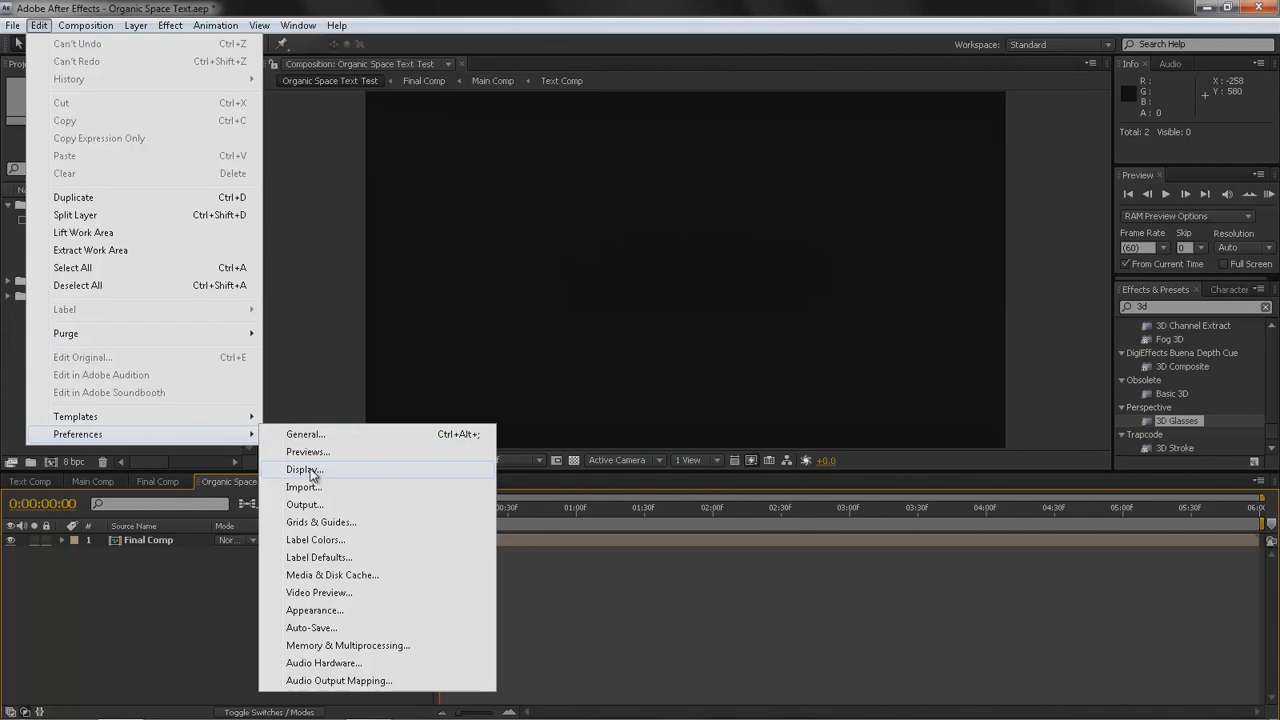 Adobe After Effects - Organic Space Text.aep *
File Edit Composition Layer Effect Animation View Window Help
Workspace: Standard Search Help
Can't Undo Ctrl+Z
Can't Redo Ctrl+Shift+Z
History
Cut Ctrl+X
Copy Ctrl+C
Copy Expression Only
Paste Ctrl+V
Clear Delete
Duplicate Ctrl+D
Split Layer Ctrl+Shift+D
Lift Work Area
Extract Work Area
Select All Ctrl+A
Deselect All Ctrl+Shift+A
Label
Purge
Edit Original... Ctrl+E
Edit in Adobe Audition
Edit in Adobe Soundbooth
Templates
Preferences
General... Ctrl+Alt+;
Previews...
Display...
Import...
Output...
Grids & Guides...
Label Colors...
Label Defaults...
Media & Disk Cache...
Video Preview...
Appearance...
Auto-Save...
Memory & Multiprocessing...
Audio Hardware...
Audio Output Mapping...
Composition: Organic Space Text Test
Organic Space Text Test Final Comp Main Comp Text Comp
Info Audio
R : X : -258
G : Y : 580
B :
A : 0
Total: 2 Visible: 0
Preview
RAM Preview Options
Frame Rate Skip Resolution
(60) 0 Auto
From Current Time Full Screen
Effects & Presets Character
3d
3D Channel Extract
Fog 3D
DigiEffects Buena Depth Cue
3D Composite
Obsolete
Basic 3D
Perspective
3D Glasses
Trapcode
3D Stroke
8 bpc
Active Camera 1 View +0.0
Text Comp Main Comp Final Comp Organic Space
0:00:00:00
# Source Name Mode
1 Final Comp Nor...
00:30f 01:00f 01:30f 02:00f 02:30f 03:00f 03:30f 04:00f 04:30f 05:00f 05:30f 06:0
Toggle Switches / Modes